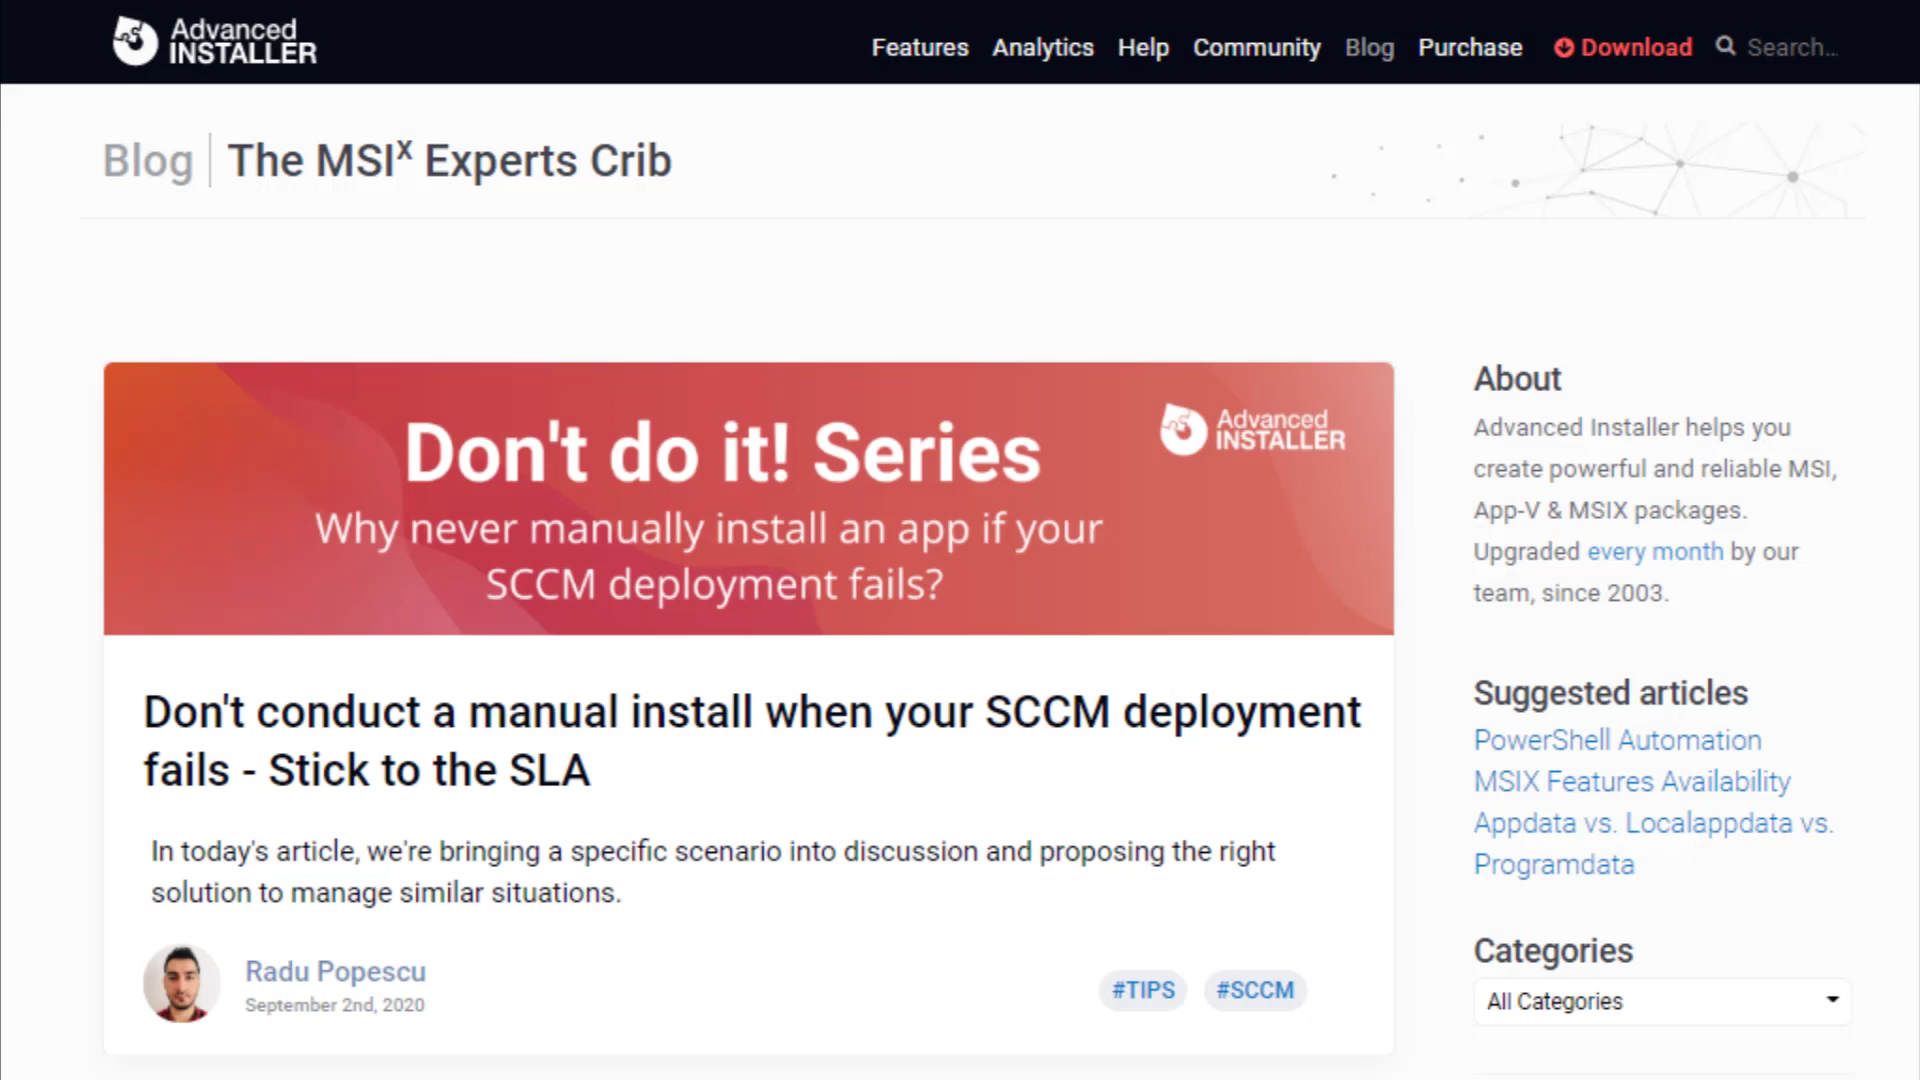 Advanced
INSTALLER
Features Analytics Help Community Blog Purchase Download Search...
Blog The MSIX Experts Crib
Don't do it! Series
Advanced
INSTALLER
Why never manually install an app if your
SCCM deployment fails?
Don't conduct a manual install when your SCCM deployment
fails - Stick to the SLA
In today's article, we're bringing a specific scenario into discussion and proposing the right
solution to manage similar situations.
Radu Popescu
September 2nd, 2020
#TIPS #SCCM
About
Advanced Installer helps you
create powerful and reliable MSI,
App-V & MSIX packages.
Upgraded every month by our
team, since 2003.
Suggested articles
PowerShell Automation
MSIX Features Availability
Appdata vs. Localappdata vs.
Programdata
Categories
All Categories